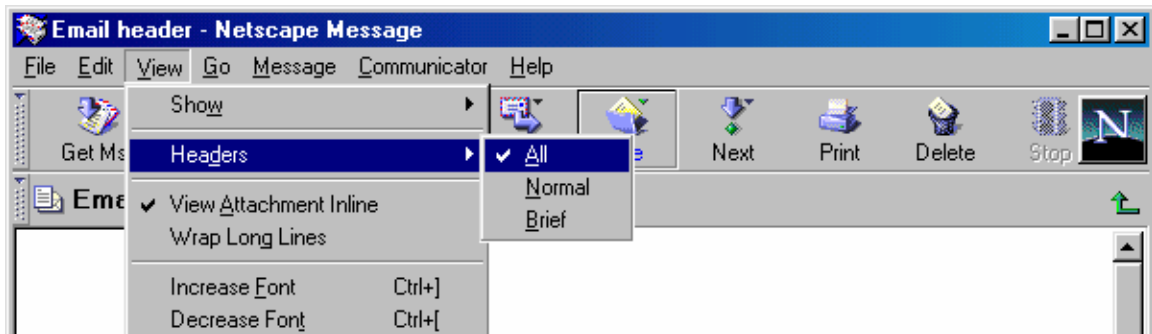 Email header - Netscape Message
File Edit View Go Message Communicator Help
Show
Get Ms
Next Print Delete Stop N
Headers
All
Normal
Brief
Ema
View Attachment Inline
Wrap Long Lines
Increase Font Ctrl+]
Decrease Font Ctrl+[